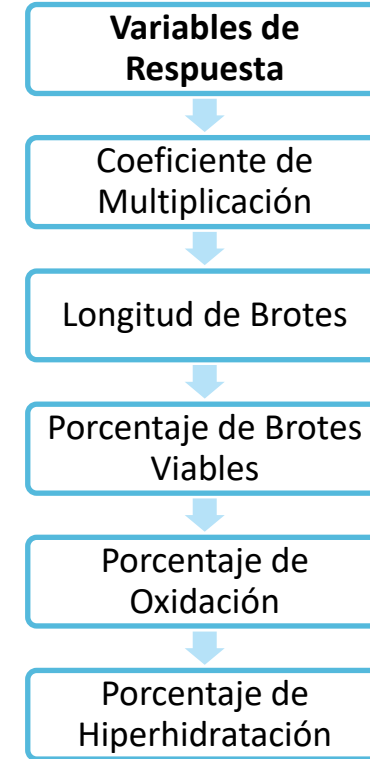 Variables de
Respuesta
Coeficiente de
Multiplicación
Longitud de Brotes
Porcentaje de Brotes
Viables
Porcentaje de
Oxidación
Porcentaje de
Hiperhidratación